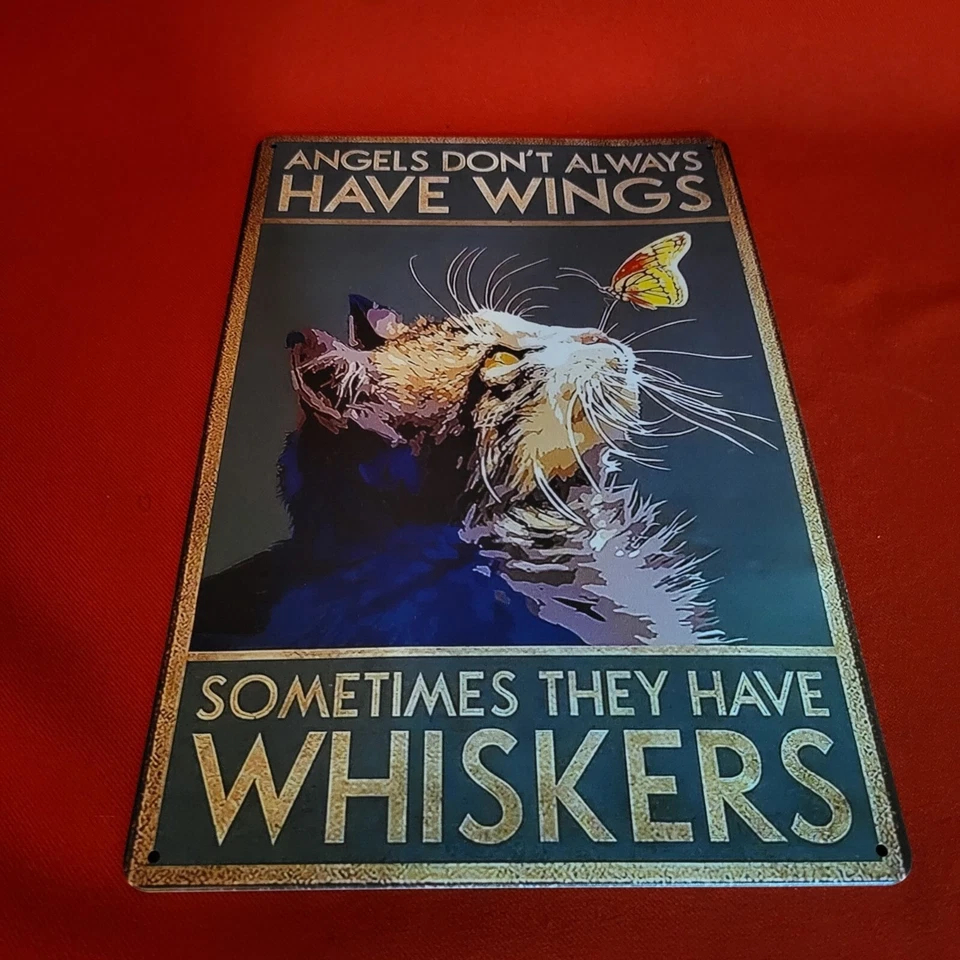 ANGELS DON'T ALWAYS
HAVE WINGS
SOMETIMES THEY HAVE
WHISKERS